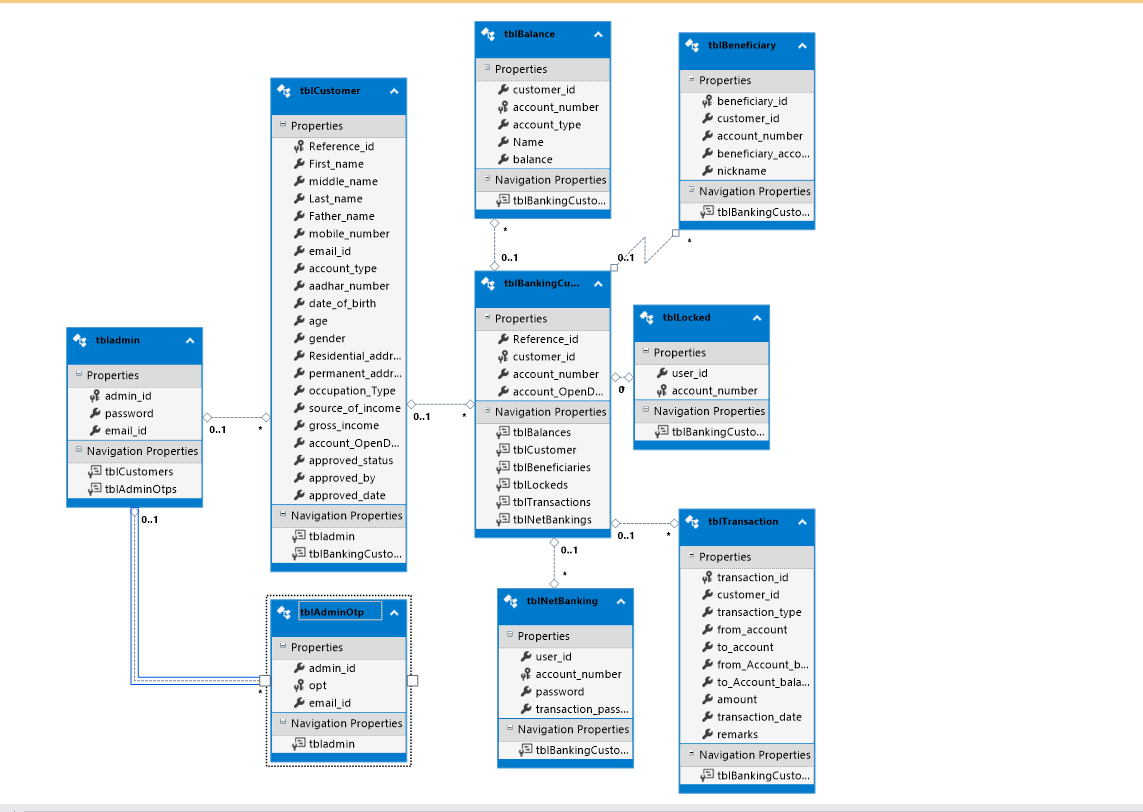 tblBalance
Properties
customer_id
account_number
account_type
Name
balance
Navigation Properties
tblBankingCusto...
*
0..1
tblBeneficiary
Properties
beneficiary_id
customer_id
account_number
beneficiary_acco...
nickname
Navigation Properties
tblBankingCusto...
*
0..1
tblCustomer
Properties
Reference_id
First_name
middle_name
Last_name
Father_name
mobile_number
email_id
account_type
aadhar_number
date_of_birth
age
gender
Residential_addr...
permanent_addr...
occupation_Type
source_of_income
gross_income
account_OpenD...
approved_status
approved_by
approved_date
Navigation Properties
tbladmin
tblBankingCusto...
0..1
*
tblBankingCu...
Properties
Reference_id
customer_id
account_number
account_OpenD...
Navigation Properties
tblBalances
tblCustomer
tblBeneficiaries
tblLockeds
tblTransactions
tblNetBankings
tblLocked
Properties
user_id
account_number
Navigation Properties
tblBankingCusto...
tbladmin
Properties
admin_id
password
email_id
Navigation Properties
tblCustomers
tblAdminOtps
0..1
*
0..1
*
tblAdminOtp
Properties
admin_id
opt
email_id
Navigation Properties
tbladmin
0..1
*
tblNetBanking
Properties
user_id
account_number
password
transaction_pass...
Navigation Properties
tblBankingCusto...
0..1
*
tblTransaction
Properties
transaction_id
customer_id
transaction_type
from_account
to_account
from_Account_b...
to_Account_bala...
amount
transaction_date
remarks
Navigation Properties
tblBankingCusto...